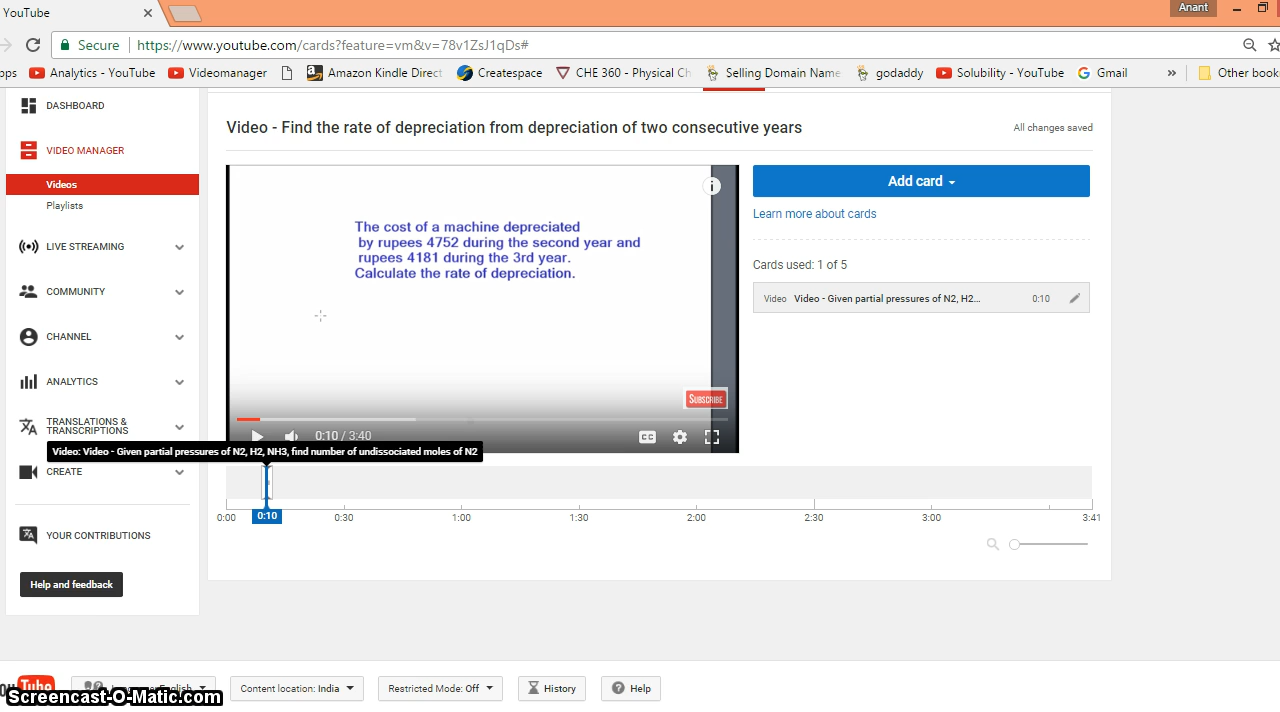 YouTube
Anant
Secure https://www.youtube.com/cards?feature=vm&v=78v1ZsJ1qDs#
ops Analytics - YouTube Videomanger Amazon Kindle Direct Createspace CHE 360 - Physical Ch Selling Domain Name godaddy Solubility - YouTube Gmail » Other book
DASHBOARD
VIDEO MANAGER
Videos
Playlists
LIVE STREAMING
COMMUNITY
CHANNEL
ANALYTICS
TRANSLATIONS &
TRANSCRIPTIONS
CREATE
YOUR CONTRIBUTIONS
Help and feedback
Video - Find the rate of depreciation from depreciation of two consecutive years
All changes saved
The cost of a machine depreciated
by rupees 4752 during the second year and
rupees 4181 during the 3rd year.
Calculate the rate of depreciation.
SUBSCRIBE
0:10 / 3:40
CC
Video: Video - Given partial pressures of N2, H2, NH3, find number of undissociated moles of N2
0:00 0:10 0:30 1:00 1:30 2:00 2:30 3:00 3:41
Add card
Learn more about cards
Cards used: 1 of 5
Video Video - Given partial pressures of N2, H2... 0:10
Tube
English
Content location: India
Restricted Mode: Off
History
Help
Screencast-O-Matic.com